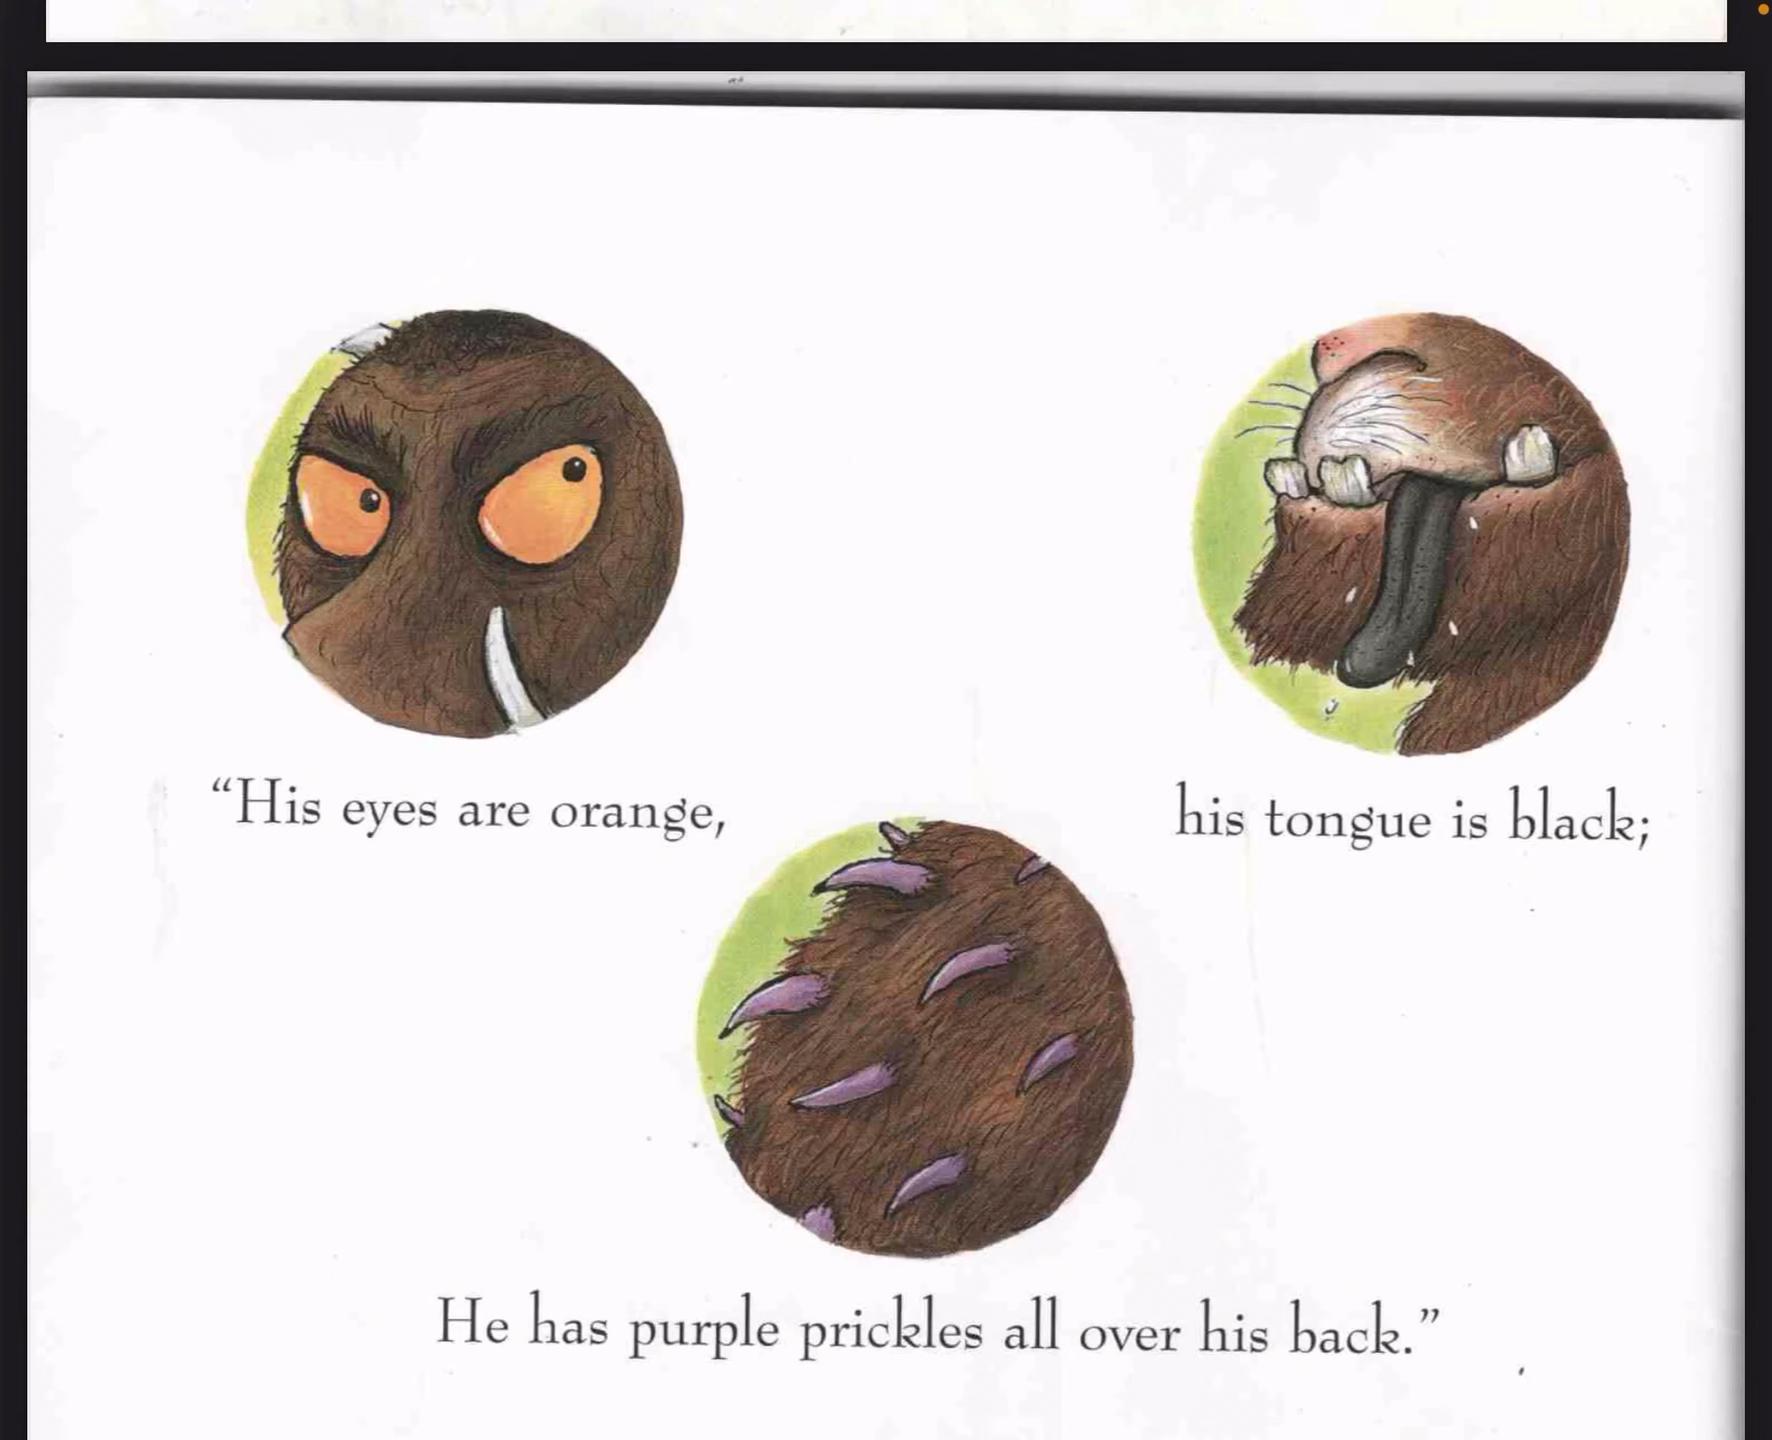 “His eyes are orange,
his tongue is black;
He has purple prickles all over his back.”